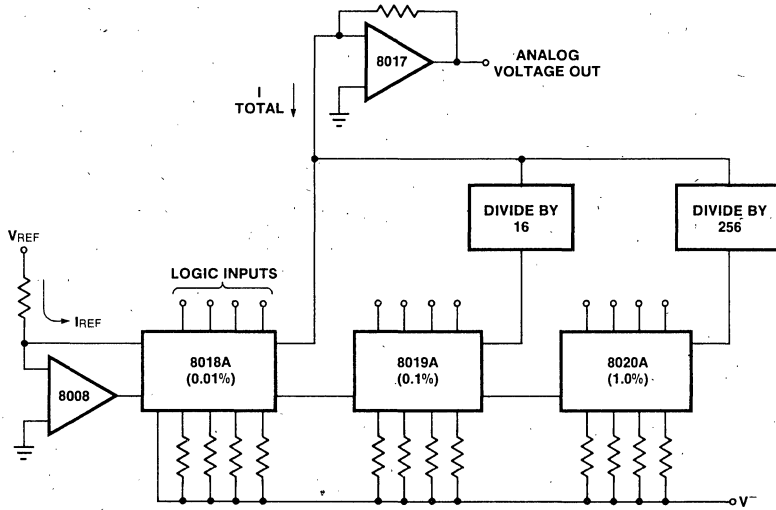 8017
ANALOG
VOLTAGE OUT
I
TOTAL
DIVIDE BY
16
DIVIDE BY
256
VREF
LOGIC INPUTS
IREF
8018A
(0.01%)
8019A
(0.1%)
8020A
(1.0%)
8008
V⁻